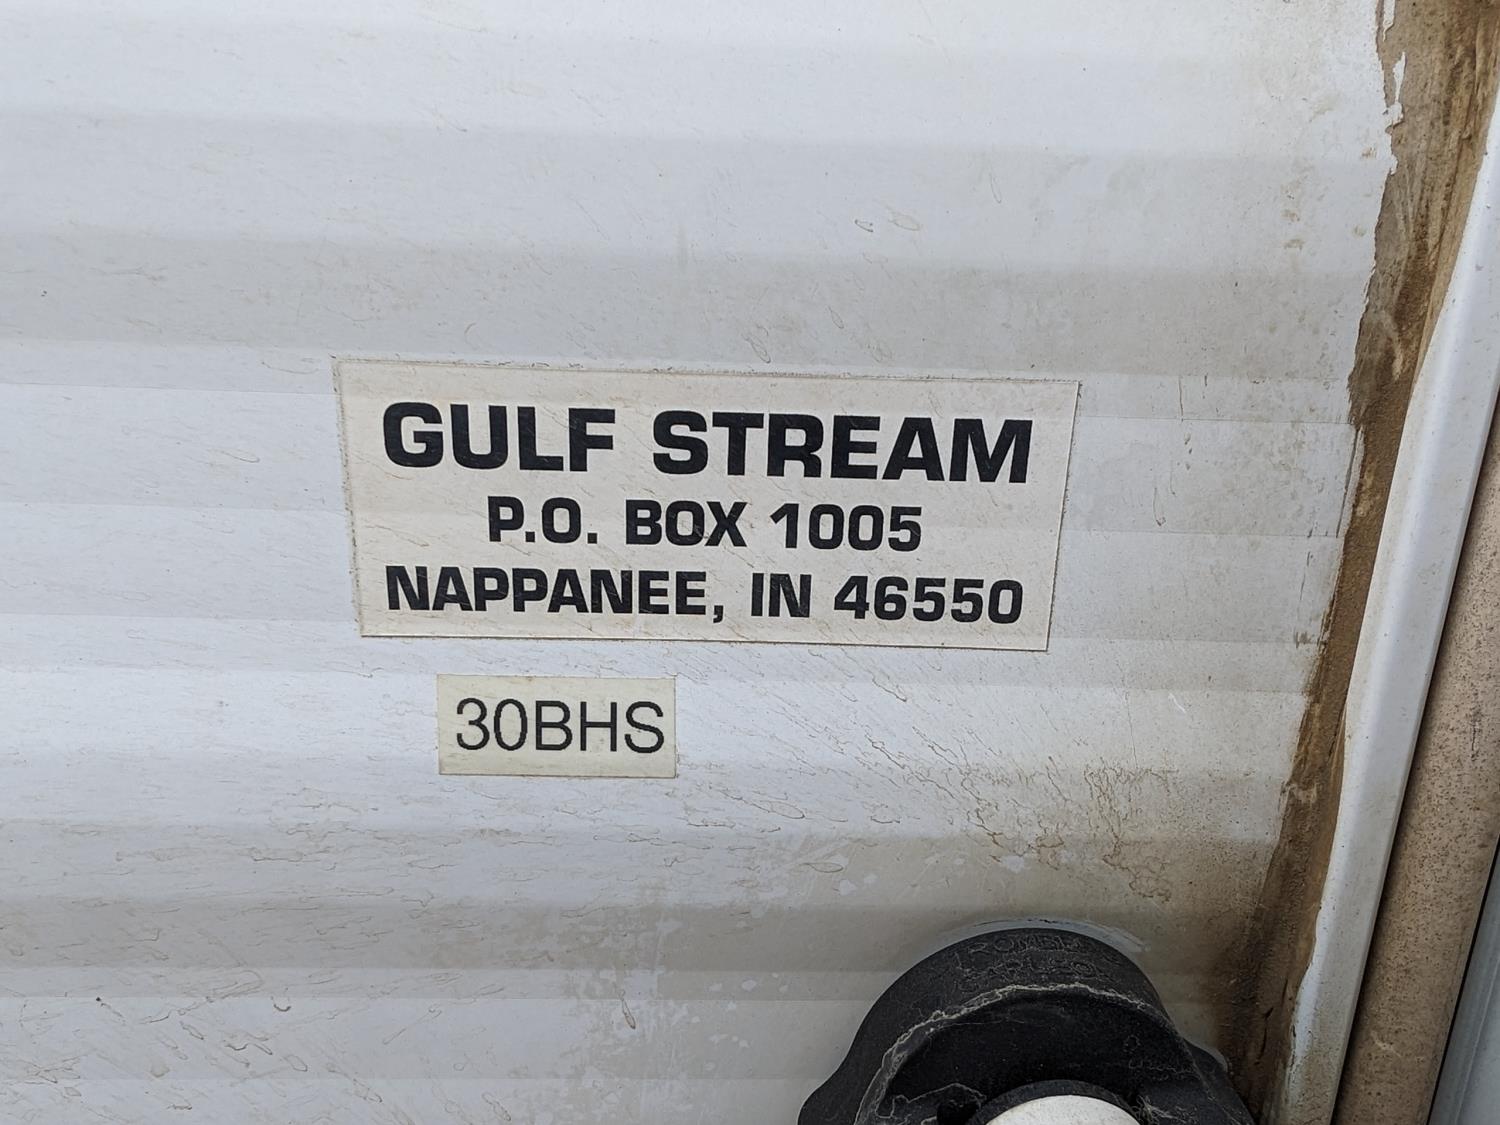 GULF STREAM
P.O. BOX 1005
NAPPANEE, IN 46550
30BHS